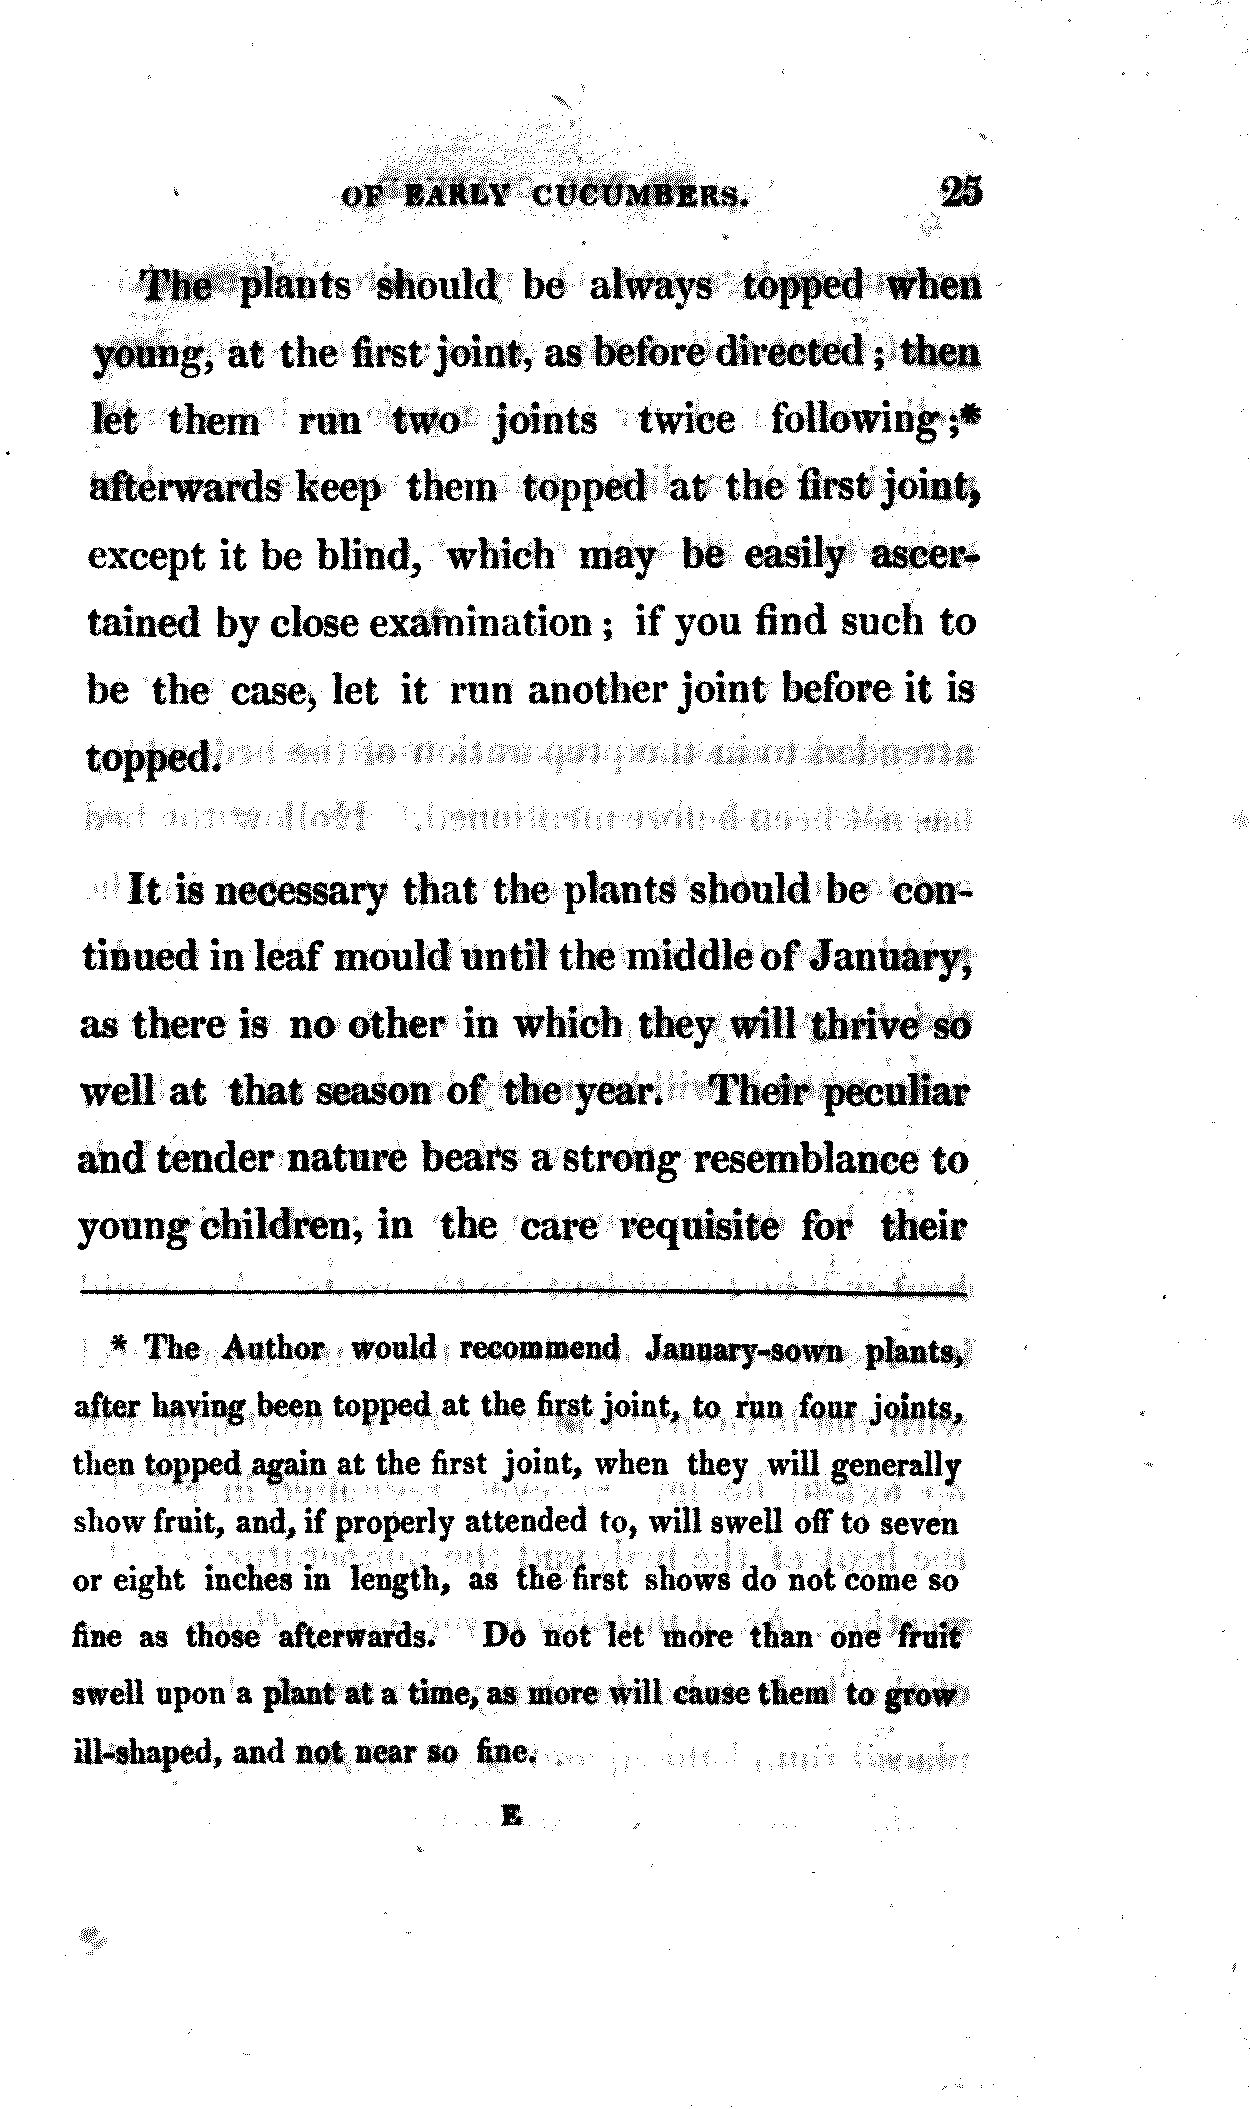 OF EARLY CUCUMBERS. 25
The plants should be always topped when
young, at the first joint, as before directed ; then
let them run two joints twice following ;*
afterwards keep them topped at the first joint,
except it be blind, which may be easily ascer-
tained by close examination ; if you find such to
be the case, let it run another joint before it is
topped.
It is necessary that the plants should be con-
tinued in leaf mould until the middle of January,
as there is no other in which they will thrive so
well at that season of the year. Their peculiar
and tender nature bears a strong resemblance to
young children, in the care requisite for their
* The Author would recommend January-sown plants,
after having been topped at the first joint, to run four joints,
then topped again at the first joint, when they will generally
show fruit, and, if properly attended to, will swell off to seven
or eight inches in length, as the first shows do not come so
fine as those afterwards. Do not let more than one fruit
swell upon a plant at a time, as more will cause them to grow
ill-shaped, and not near so fine.
E